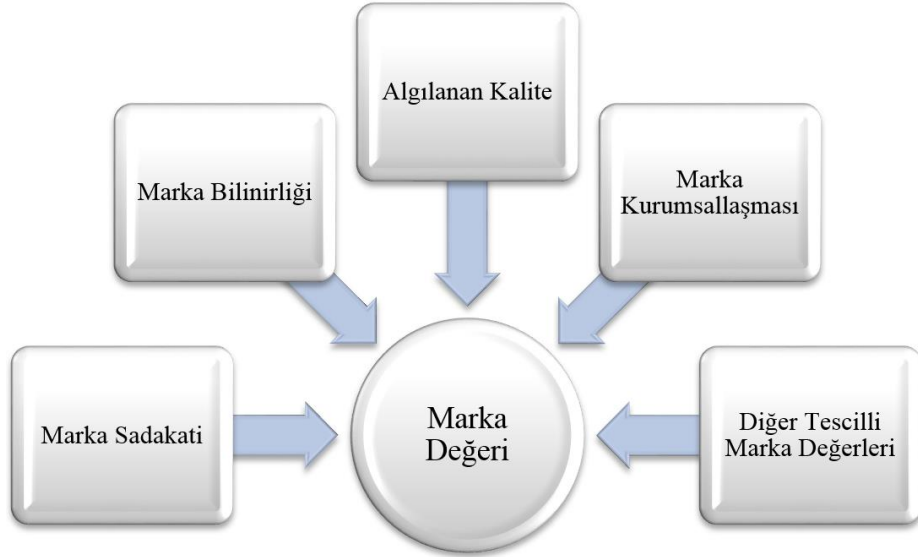 Algılanan Kalite
Marka Bilinirliği
Marka
Kurumsallaşması
Marka Sadakati
Marka
Değeri
Diğer Tescilli
Marka Değerleri